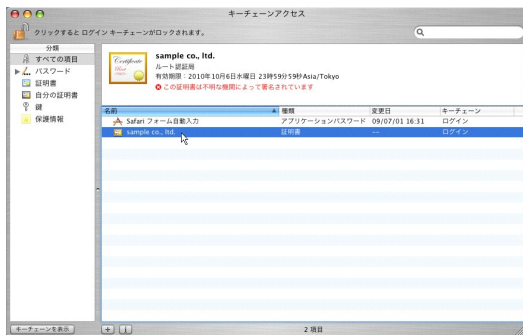 キーチェーンアクセス
クリックすると ログイン キーチェーンがロックされます。
分類
すべての項目
パスワード
証明書
自分の証明書
鍵
保護情報
Certificate
sample co., ltd.
ルート認証局
有効期限：2010年10月6日水曜日 23時59分59秒Asia/Tokyo
この証明書は不明な機関によって署名されています
名前 種類 変更日 キーチェーン
Safari フォーム自動入力 アプリケーションパスワード 09/07/01 16:31 ログイン
sample co., ltd. 証明書 -- ログイン
キーチェーンを表示
2 項目